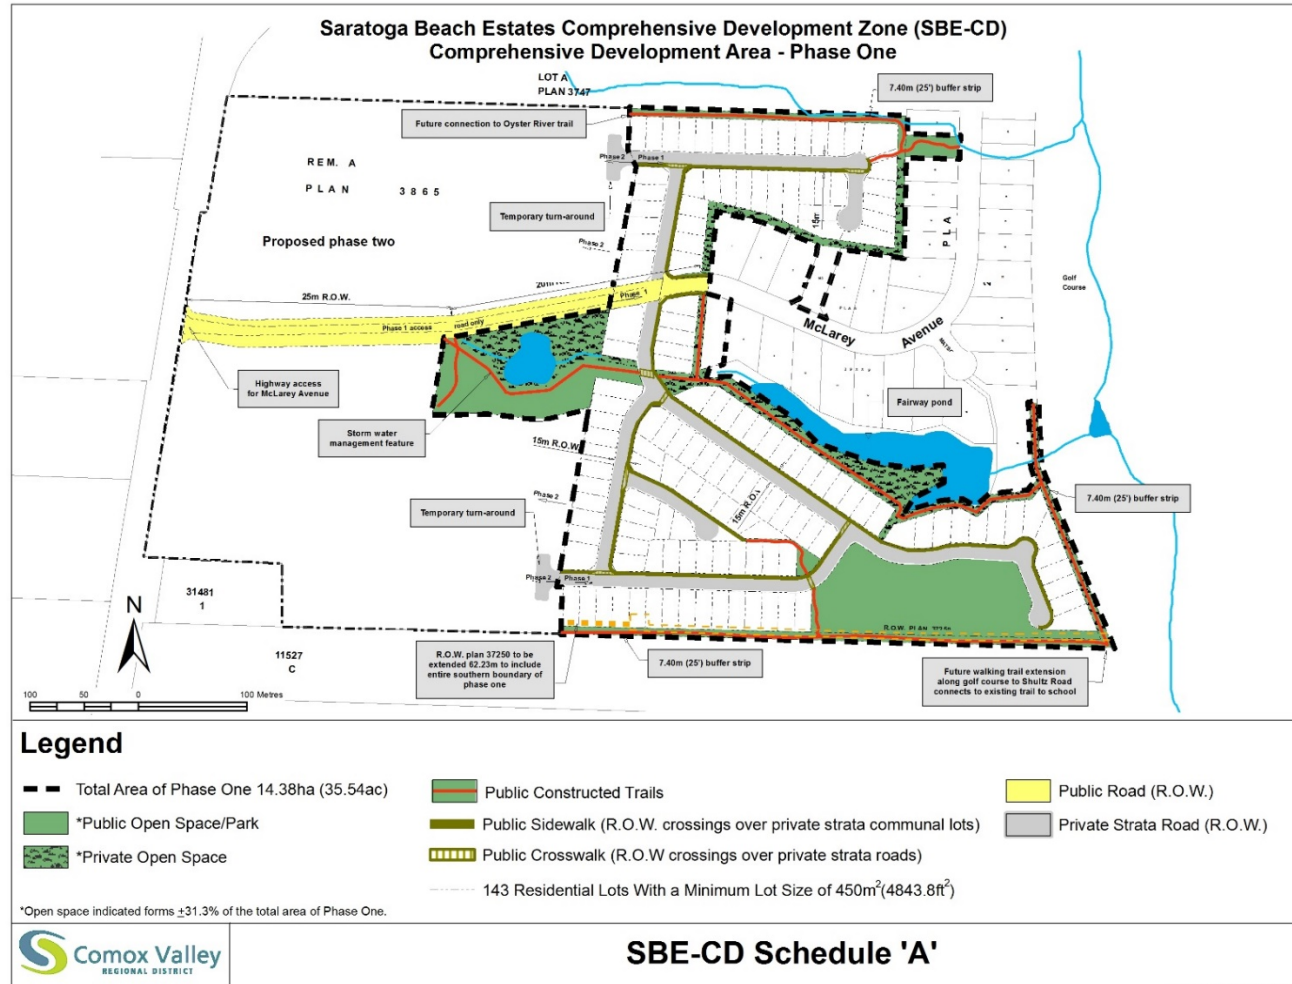 Saratoga Beach Estates Comprehensive Development Zone (SBE-CD)
Comprehensive Development Area - Phase One
LOT A
PLAN 3747
7.40m (25') buffer strip
Future connection to Oyster River trail
REM. A
PLAN 3865
Phase 2
Phase 1
15m
PLA
Temporary turn-around
Proposed phase two
Phase 2
Golf
Course
25m R.O.W.
Phase 1
PLAN
Phase 1 access road only
McLarey Avenue
Highway access
for McLarey Avenue
Fairway pond
Storm water
management feature
15m R.O.W.
Phase 2
15m R.O.
7.40m (25') buffer strip
Temporary turn-around
Phase 2
Phase 1
31481
1
N
R.O.W. PLAN
11527
C
R.O.W. plan 37250 to be
extended 62.23m to include
entire southern boundary of
phase one
7.40m (25') buffer strip
Future walking trail extension
along golf course to Shultz Road
connects to existing trail to school
100 50 0 100 Metres
Legend
Total Area of Phase One 14.38ha (35.54ac)
*Public Open Space/Park
*Private Open Space
Public Constructed Trails
Public Sidewalk (R.O.W. crossings over private strata communal lots)
Public Crosswalk (R.O.W crossings over private strata roads)
143 Residential Lots With a Minimum Lot Size of 450m²(4843.8ft²)
Public Road (R.O.W.)
Private Strata Road (R.O.W.)
*Open space indicated forms ±31.3% of the total area of Phase One.
Comox Valley
REGIONAL DISTRICT
SBE-CD Schedule 'A'